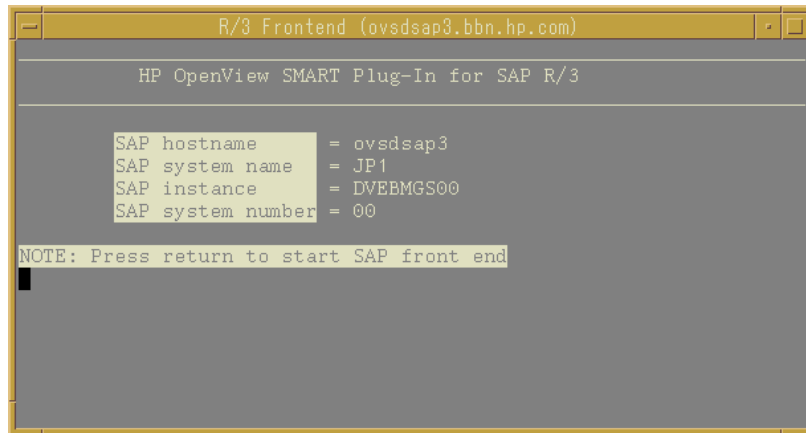 R/3 Frontend (ovsdsap3.bbn.hp.com)
HP OpenView SMART Plug-In for SAP R/3
SAP hostname = ovsdsap3
SAP system name = JP1
SAP instance = DVEBMGS00
SAP system number = 00
NOTE: Press return to start SAP front end